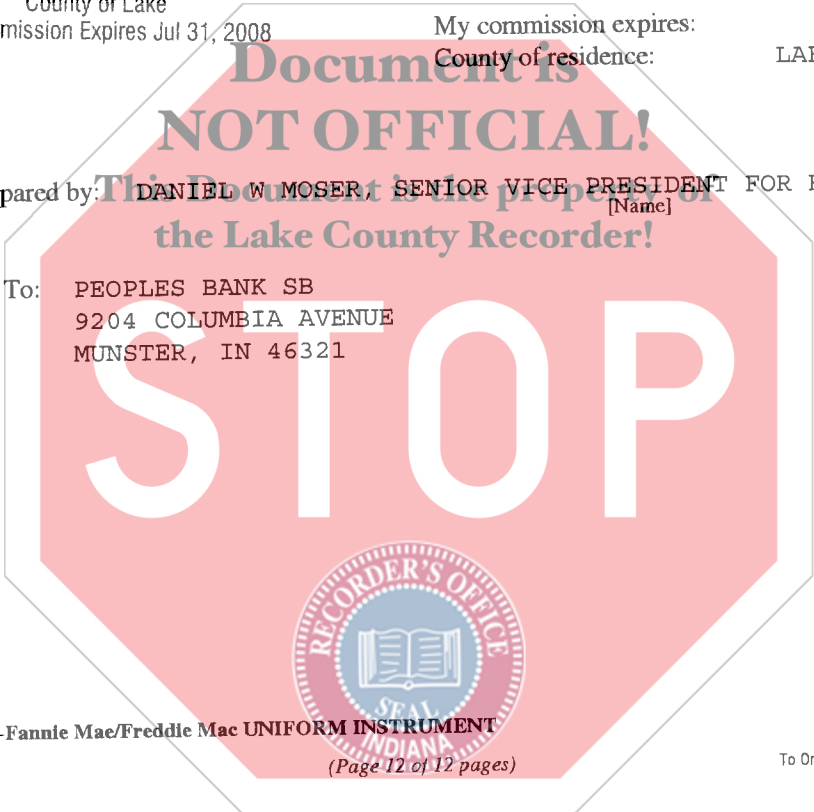 County of Lake
mission Expires Jul 31, 2008
My commission expires:
County of residence: LA
Document is
NOT OFFICIAL!
pared by: DANIEL W MOSER, SENIOR VICE PRESIDENT FOR
[Name]
This Document is the property of
the Lake County Recorder!
To: PEOPLES BANK SB
9204 COLUMBIA AVENUE
MUNSTER, IN 46321
STOP
RECORDER'S OFFICE
SEAL
INDIANA
-Fannie Mae/Freddie Mac UNIFORM INSTRUMENT
(Page 12 of 12 pages)
To Or